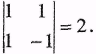 | 1 1 |
| 1 -1 | = 2.